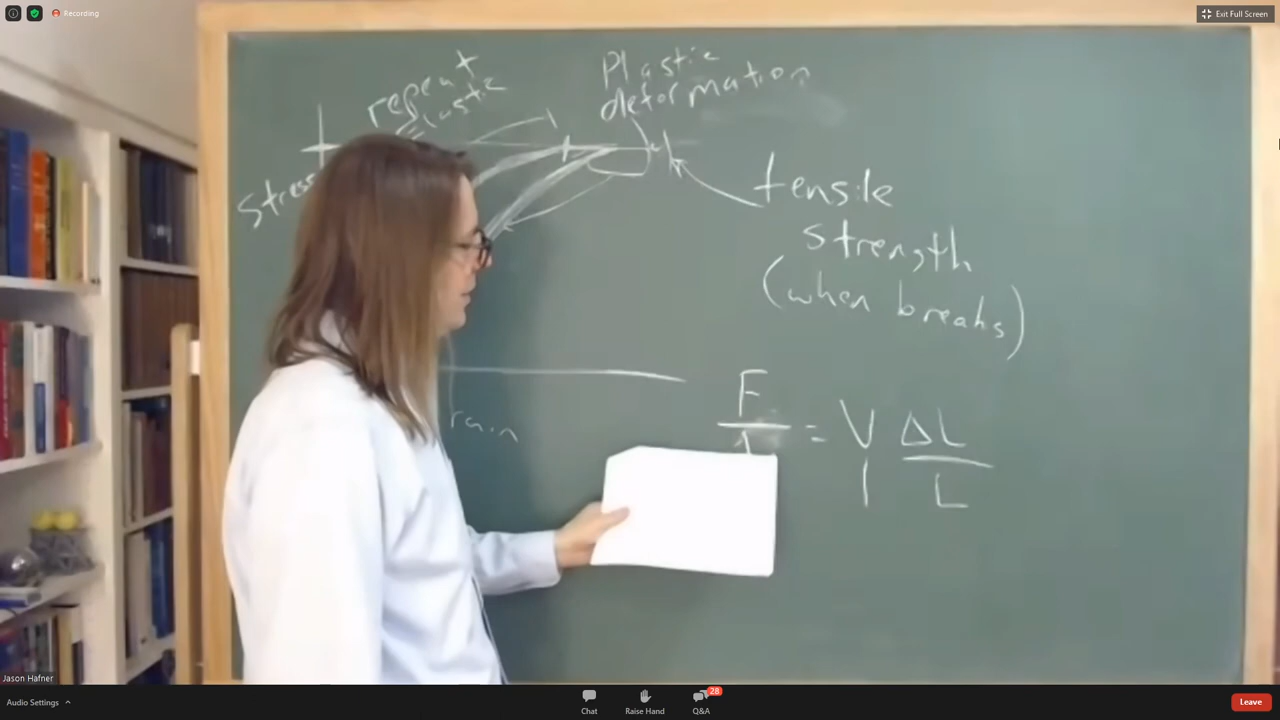 Recording
Exit Full Screen
repeat
elastic
Plastic
deformation
stress
tensile
strength
(when breaks)
F
= Y ΔL
L
Jason Hafner
Audio Settings
Chat
Raise Hand
28
Q&A
Leave